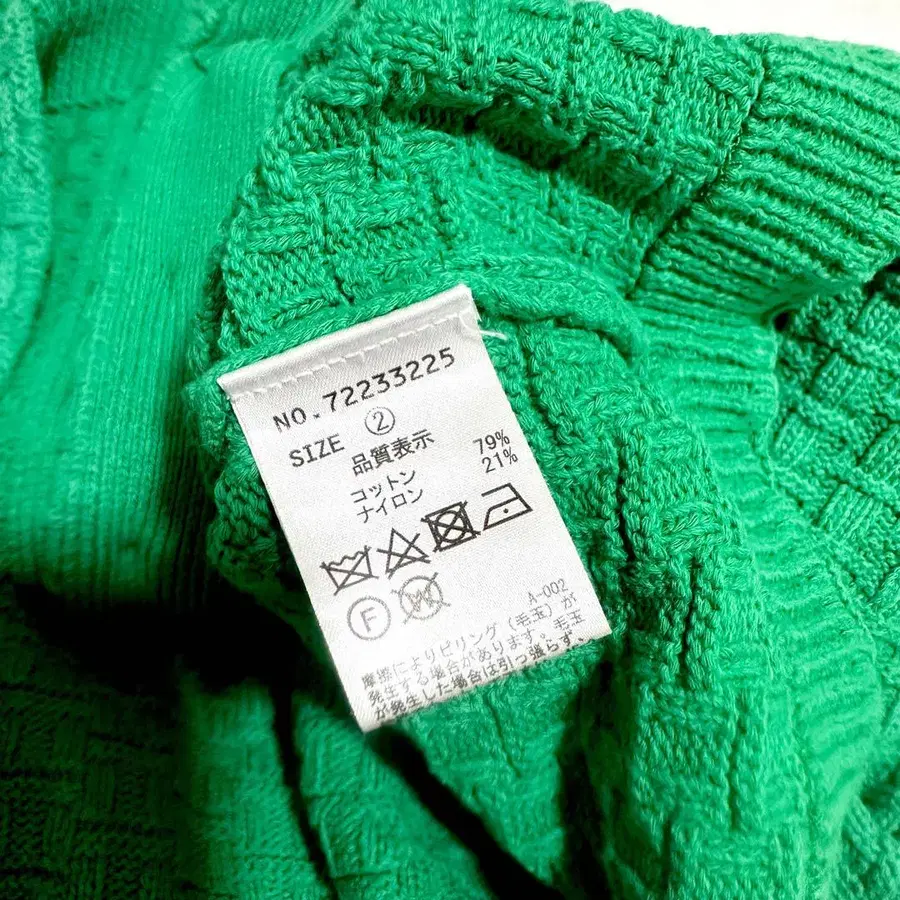 NO.72233225
SIZE ②
品質表示
コットン 79%
ナイロン 21%
F W
A-002
摩擦によりピリング(毛玉)が
発生する場合があります。毛玉
が発生した場合は引っ張らず、